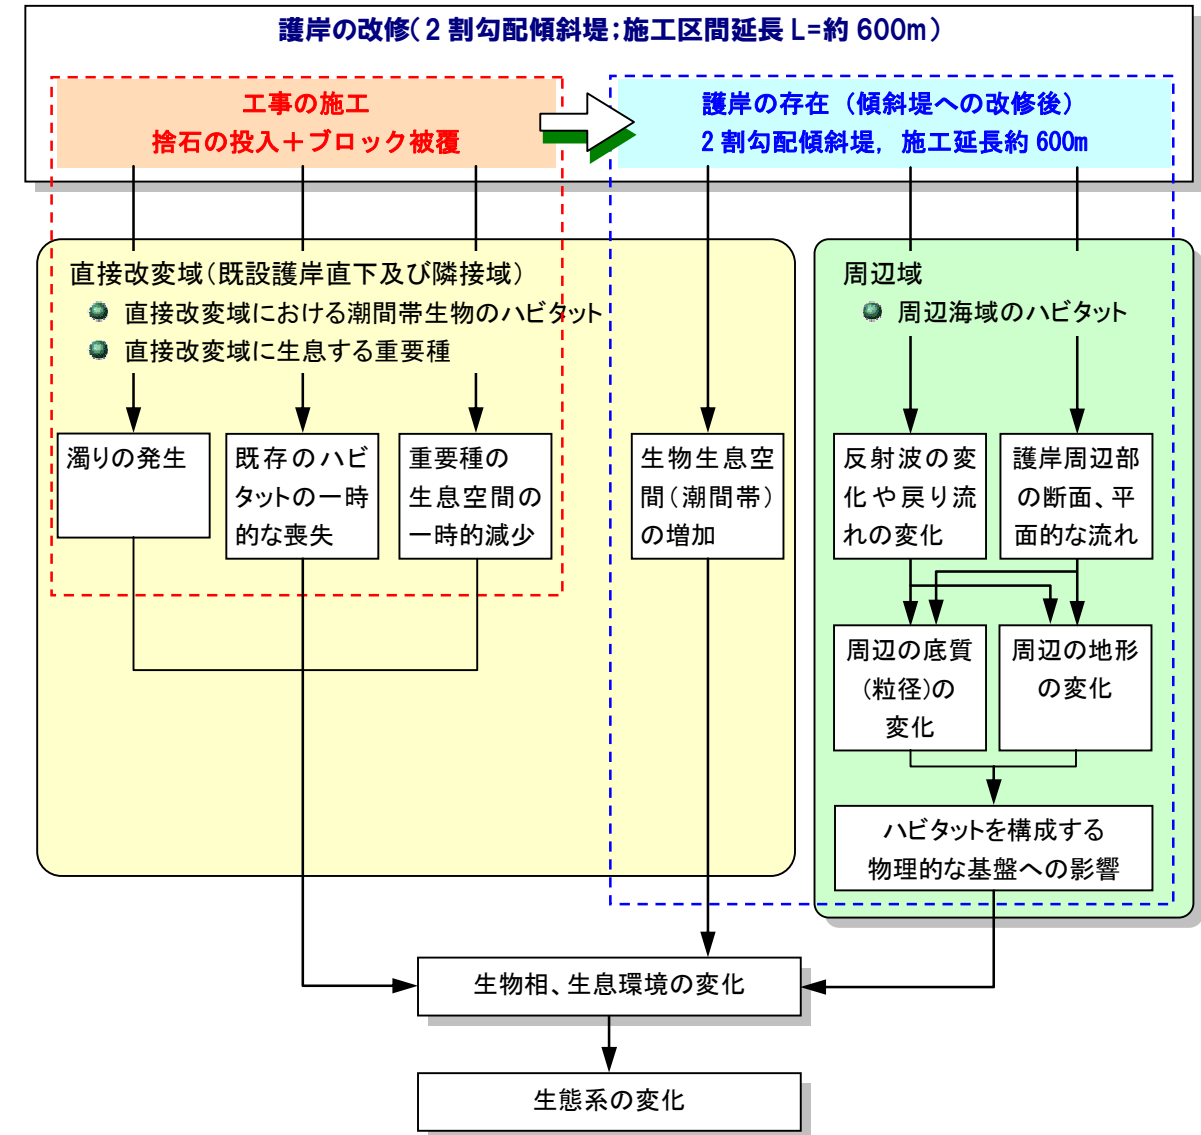 護岸の改修(2割勾配傾斜堤;施工区間延長L=約600m)
工事の施工
捨石の投入+ブロック被覆
護岸の存在(傾斜堤への改修後)
2割勾配傾斜堤,施工延長約600m
直接改変域(既設護岸直下及び隣接域)
直接改変域における潮間帯生物のハビタット
直接改変域に生息する重要種
周辺域
周辺海域のハビタット
濁りの発生
既存のハビ
タットの一時
的な喪失
重要種の
生息空間の
一時的減少
生物生息空
間(潮間帯)
の増加
反射波の変
化や戻り流
れの変化
護岸周辺部
の断面、平
面的な流れ
周辺の底質
(粒径)の
変化
周辺の地形
の変化
ハビタットを構成する
物理的な基盤への影響
生物相、生息環境の変化
生態系の変化